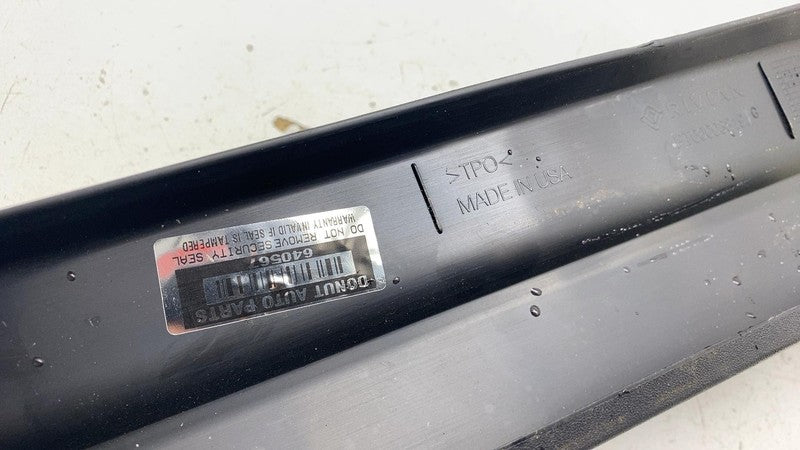 >TPO<
MADE IN USA
RIVIAN
DONUT AUTO PARTS
640567
DO NOT REMOVE SECURITY SEAL
WARRANTY INVALID IF SEAL IS TAMPERED